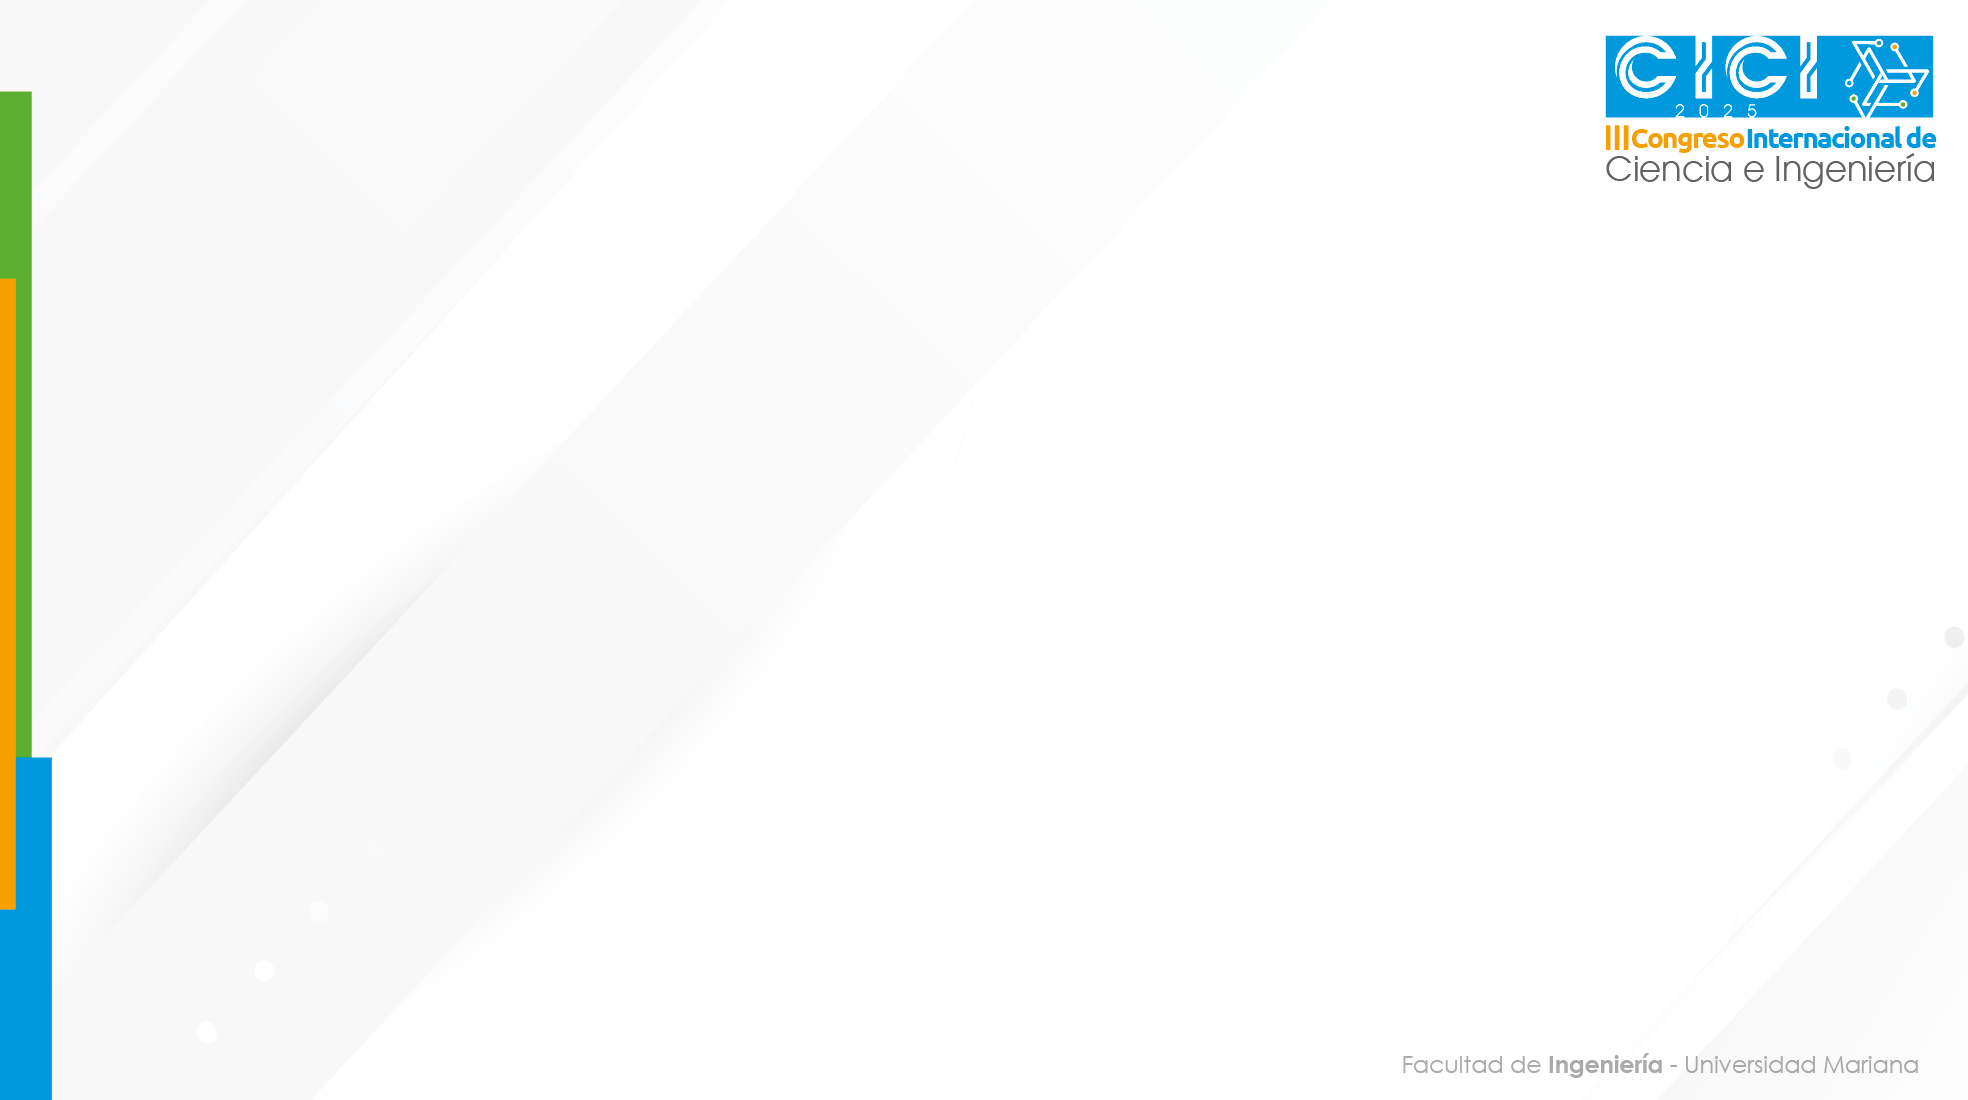 CICI
2025
III Congreso Internacional de
Ciencia e Ingeniería
Facultad de Ingeniería - Universidad Mariana